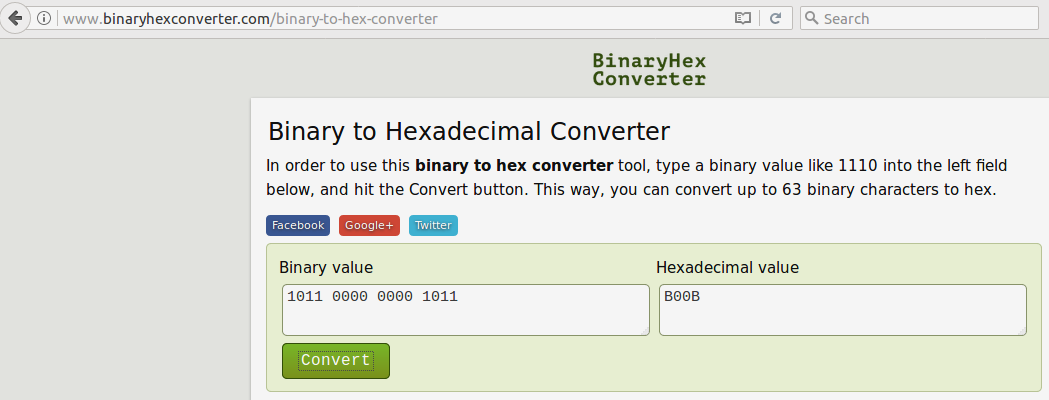 www.binaryhexconverter.com/binary-to-hex-converter
Search
BinaryHex
Converter
Binary to Hexadecimal Converter
In order to use this binary to hex converter tool, type a binary value like 1110 into the left field
below, and hit the Convert button. This way, you can convert up to 63 binary characters to hex.
Facebook Google+ Twitter
Binary value Hexadecimal value
1011 0000 0000 1011 B00B
Convert